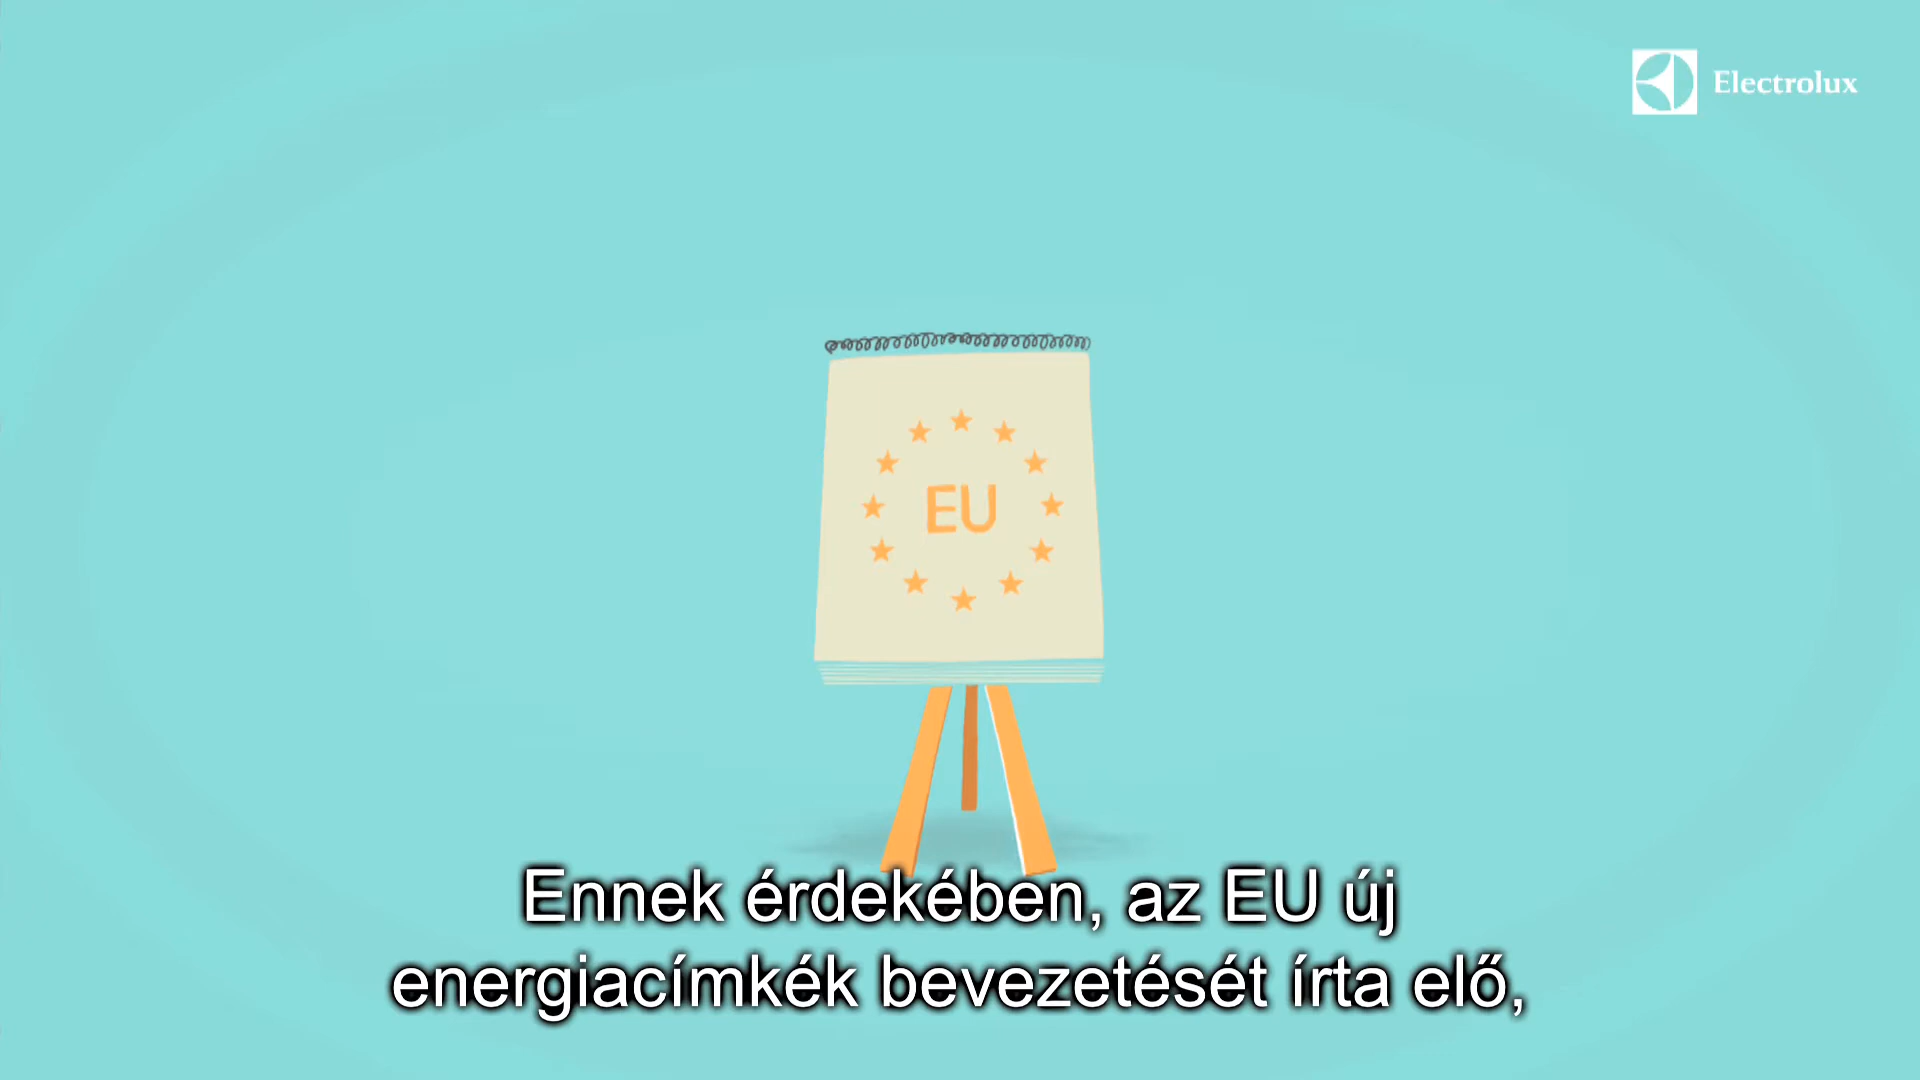 Electrolux
EU
Ennek érdekében, az EU új
energiacímkék bevezetését írta elő,